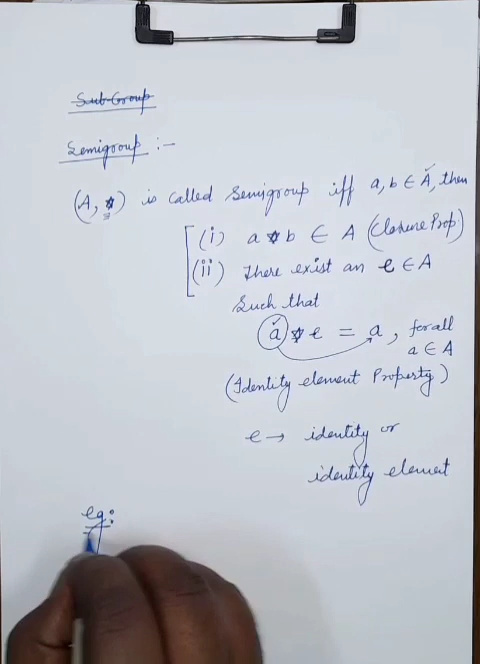 Sub-Group
Semigroup :-
(A, *) is called Semigroup iff a, b ∈ A, then
(i) a * b ∈ A (Closure Prop)
(ii) There exist an e ∈ A
Such that
a * e = a, for all
a ∈ A
(Identity element Property)
e → identity or
identity element
eg: